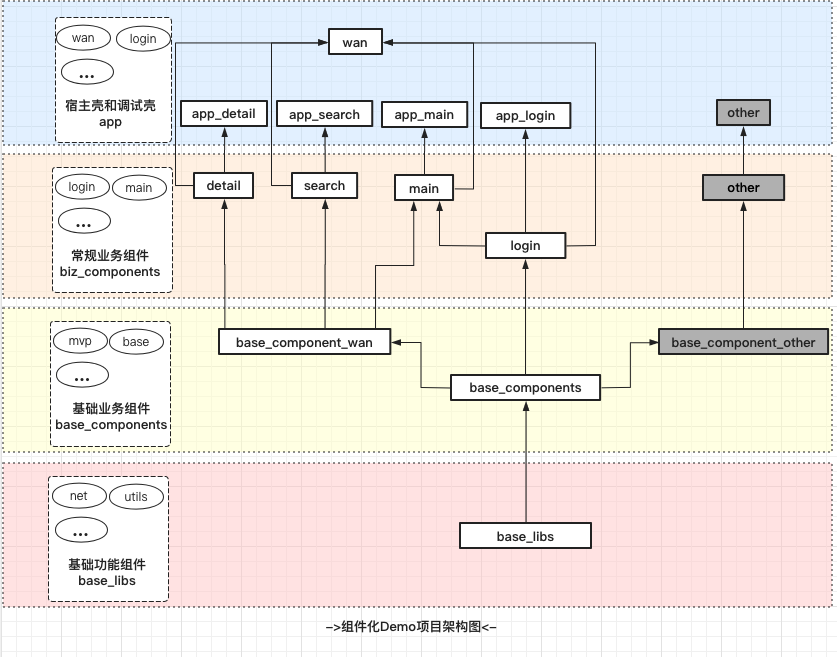 wan
login
...
宿主壳和调试壳
app
wan
app_detail
app_search
app_main
app_login
other
login
main
...
常规业务组件
biz_components
detail
search
main
login
other
mvp
base
...
基础业务组件
base_components
base_component_wan
base_components
base_component_other
net
utils
...
基础功能组件
base_libs
base_libs
–>组件化Demo项目架构图<–